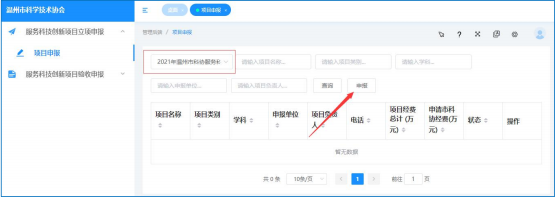 温州市科学技术协会
首页
项目申报
服务科技创新项目立项申报
项目申报
服务科技创新项目验收申报
管理系统 / 项目申报
2021年温州市科协服务科
请输入项目名称...
请输入项目类别...
请输入学科...
请输入申报单位...
请输入项目负责人...
查询
申报
项目名称 项目类别 学科 申报单位 项目负责人 电话 项目经费总计 (万元) 申请市科协经费(万元) 状态 操作
暂无数据
共 0 条 10条/页 1 前往 1 页